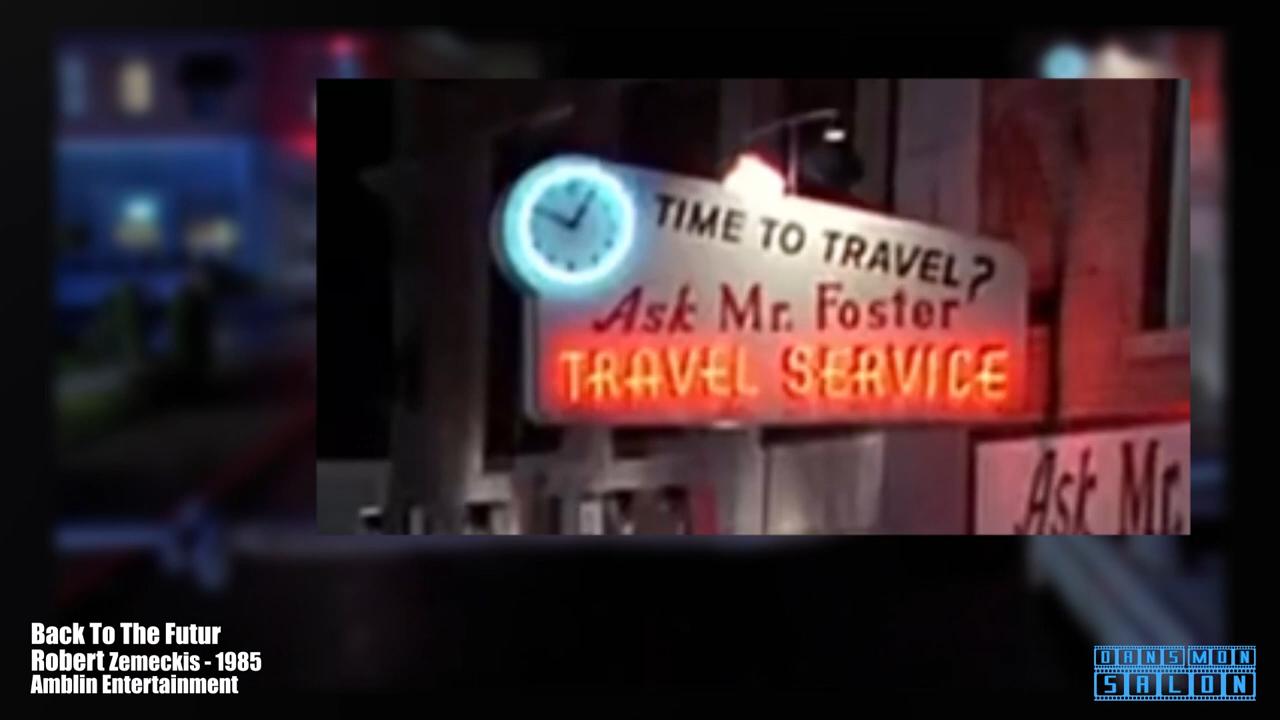 TIME TO TRAVEL?
Ask Mr. Foster
TRAVEL SERVICE
Ask Mr.
Back To The Futur
Robert Zemeckis - 1985
Amblin Entertainment
DANS MON
SALON